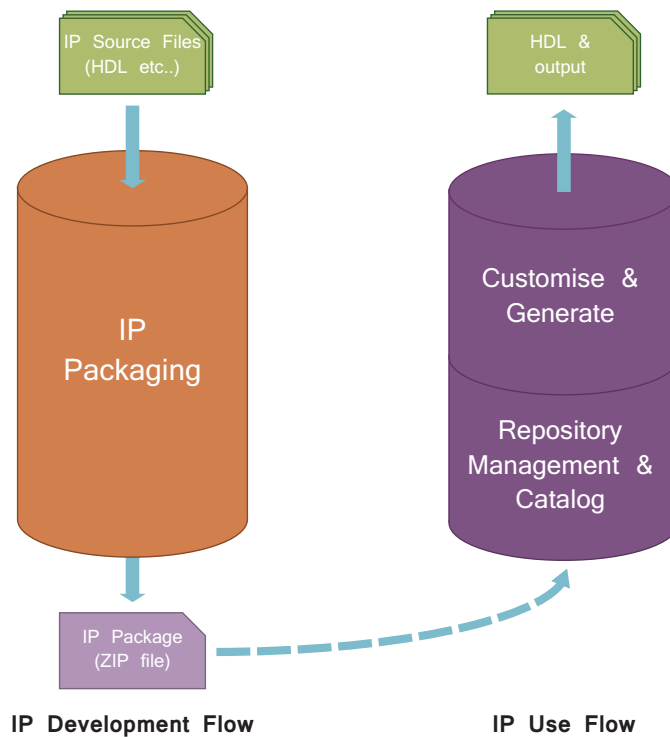 IP Source Files
(HDL etc..)
IP
Packaging
IP Package
(ZIP file)
IP Development Flow
HDL &
output
Customise &
Generate
Repository
Management &
Catalog
IP Use Flow